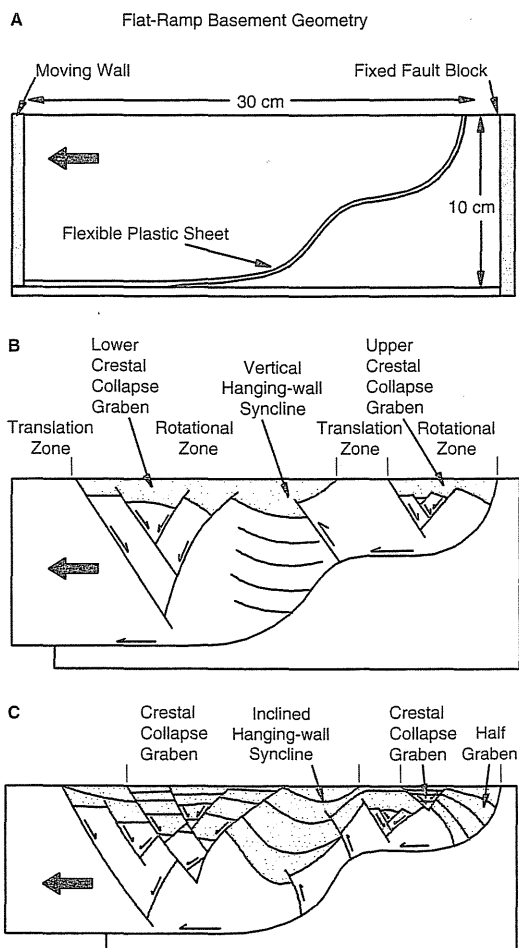 A
Flat-Ramp Basement Geometry
Moving Wall
Fixed Fault Block
30 cm
10 cm
Flexible Plastic Sheet
B
Lower
Crestal
Collapse
Graben
Vertical
Hanging-wall
Syncline
Upper
Crestal
Collapse
Graben
Translation
Zone
Rotational
Zone
Translation
Zone
Rotational
Zone
C
Crestal
Collapse
Graben
Inclined
Hanging-wall
Syncline
Crestal
Collapse
Graben
Half
Graben